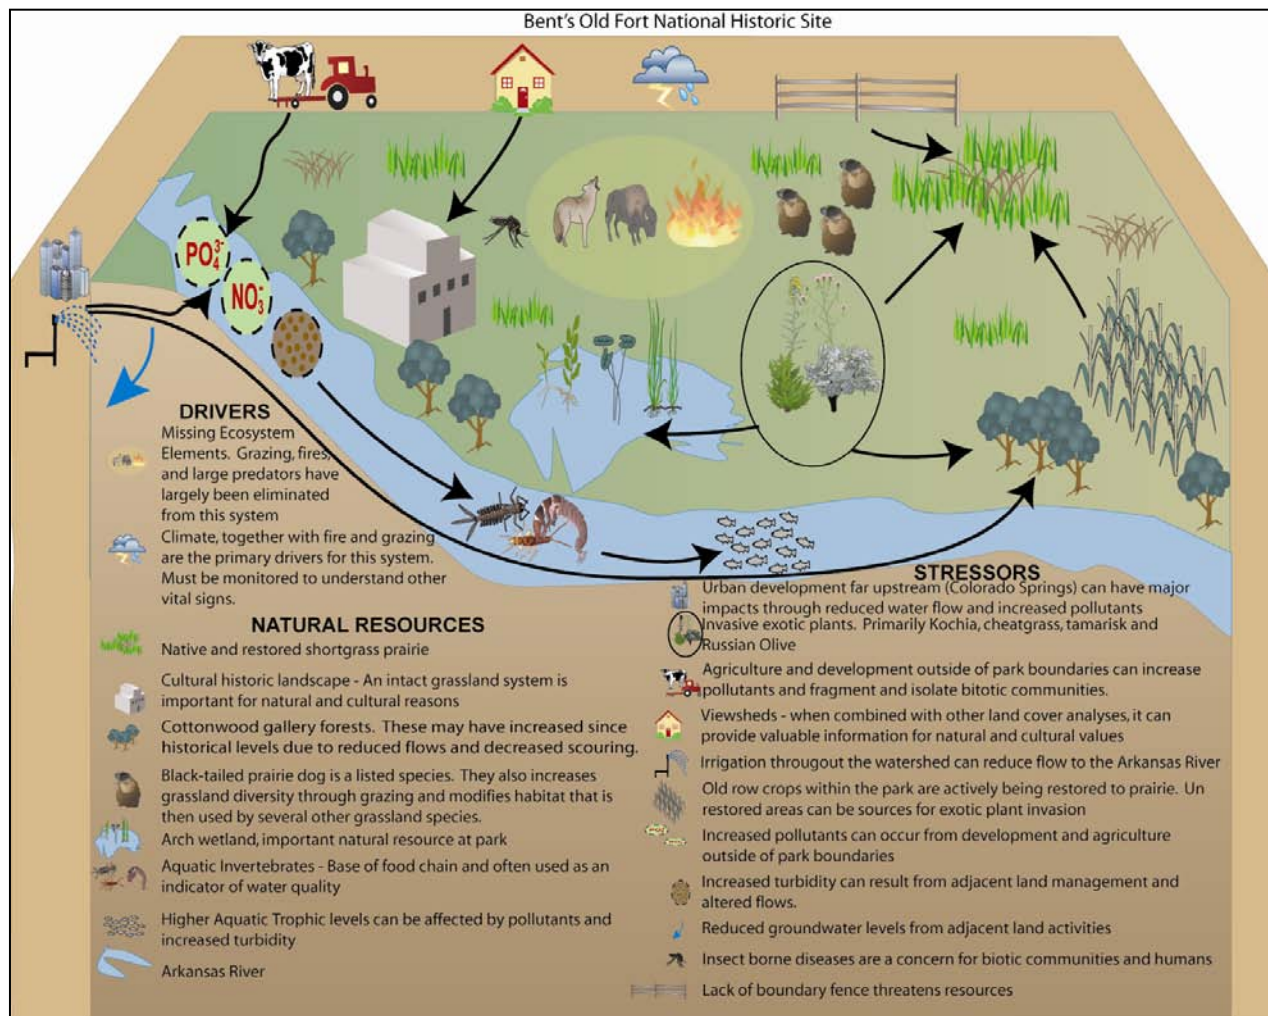 Bent's Old Fort National Historic Site
PO₄³⁻
NO₃⁻
DRIVERS
Missing Ecosystem
Elements. Grazing, fires,
and large predators have
largely been eliminated
from this system
Climate, together with fire and grazing
are the primary drivers for this system.
Must be monitored to understand other
vital signs.
NATURAL RESOURCES
Native and restored shortgrass prairie
Cultural historic landscape - An intact grassland system is
important for natural and cultural reasons
Cottonwood gallery forests. These may have increased since
historical levels due to reduced flows and decreased scouring.
Black-tailed prairie dog is a listed species. They also increases
grassland diversity through grazing and modifies habitat that is
then used by several other grassland species.
Arch wetland, important natural resource at park
Aquatic Invertebrates - Base of food chain and often used as an
indicator of water quality
Higher Aquatic Trophic levels can be affected by pollutants and
increased turbidity
Arkansas River
STRESSORS
Urban development far upstream (Colorado Springs) can have major
impacts through reduced water flow and increased pollutants
Invasive exotic plants. Primarily Kochia, cheatgrass, tamarisk and
Russian Olive
Agriculture and development outside of park boundaries can increase
pollutants and fragment and isolate bitotic communities.
Viewsheds - when combined with other land cover analyses, it can
provide valuable information for natural and cultural values
Irrigation througout the watershed can reduce flow to the Arkansas River
Old row crops within the park are actively being restored to prairie. Un
restored areas can be sources for exotic plant invasion
Increased pollutants can occur from development and agriculture
outside of park boundaries
Increased turbidity can result from adjacent land management and
altered flows.
Reduced groundwater levels from adjacent land activities
Insect borne diseases are a concern for biotic communities and humans
Lack of boundary fence threatens resources